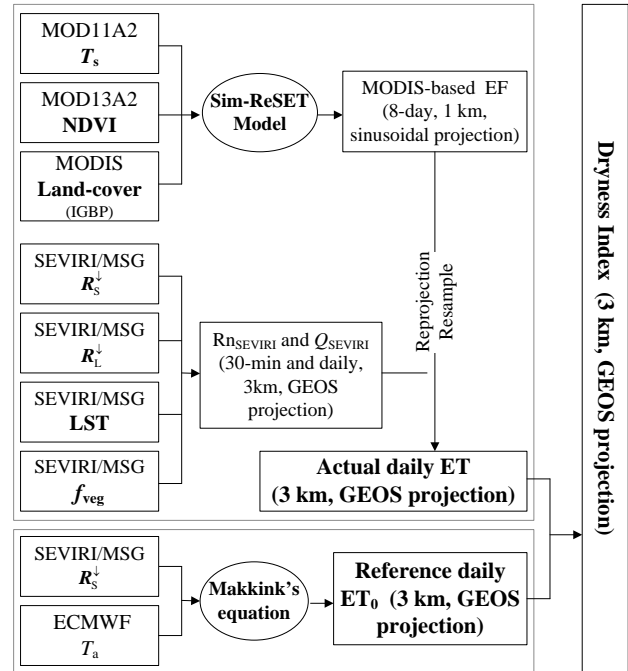 MOD11A2
Ts
MOD13A2
NDVI
MODIS
Land-cover
(IGBP)
Sim-ReSET
Model
MODIS-based EF
(8-day, 1 km,
sinusoidal projection)
SEVIRI/MSG
R↓S
SEVIRI/MSG
R↓L
SEVIRI/MSG
LST
SEVIRI/MSG
fveg
RnSEVIRI and QSEVIRI
(30-min and daily,
3km, GEOS
projection)
Reprojection
Resample
Actual daily ET
(3 km, GEOS projection)
SEVIRI/MSG
R↓S
ECMWF
Ta
Makkink's
equation
Reference daily
ET0 (3 km, GEOS
projection)
Dryness Index (3 km, GEOS projection)